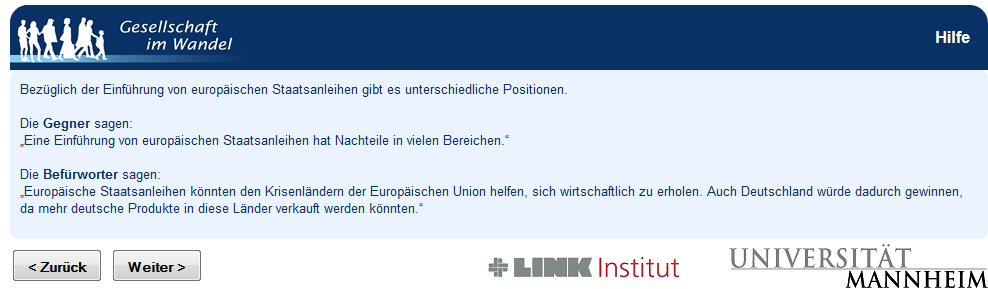 Gesellschaft
im Wandel
Hilfe
Bezüglich der Einführung von europäischen Staatsanleihen gibt es unterschiedliche Positionen.
Die Gegner sagen:
„Eine Einführung von europäischen Staatsanleihen hat Nachteile in vielen Bereichen.“
Die Befürworter sagen:
„Europäische Staatsanleihen könnten den Krisenländern der Europäischen Union helfen, sich wirtschaftlich zu erholen. Auch Deutschland würde dadurch gewinnen,
da mehr deutsche Produkte in diese Länder verkauft werden könnten.“
< Zurück
Weiter >
LINK Institut
UNIVERSITÄT
MANNHEIM